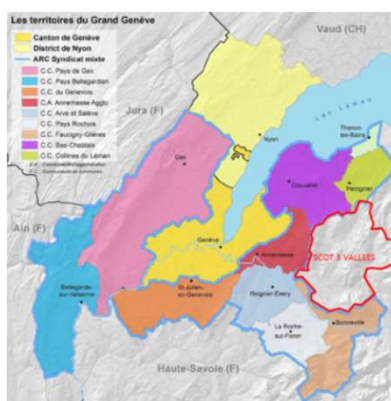 Les territoires du Grand Genève
Canton de Genève
District de Nyon
ARC Syndicat mixte
C.C. Pays de Gex
C.C. Pays Bellegardien
C.C. du Genevois
C.A. Annemasse Agglo
C.C. Arve et Salève
C.C. Pays Rochois
C.C. Faucigny-Glières
C.C. Bas-Chablais
C.C. Collines du Léman
Vaud (CH)
Jura (F)
Lac Léman
Nyon
Thonon-
les-Bains
Gex
Douvaine
Perrignier
Ain (F)
Genève
Annemasse
SCOT 3 VALLEES
Bellegarde-
sur-Valserine
St-Julien-
en-Genevois
Reignier-Esery
La Roche-
sur-Foron
Bonneville
Haute-Savoie (F)